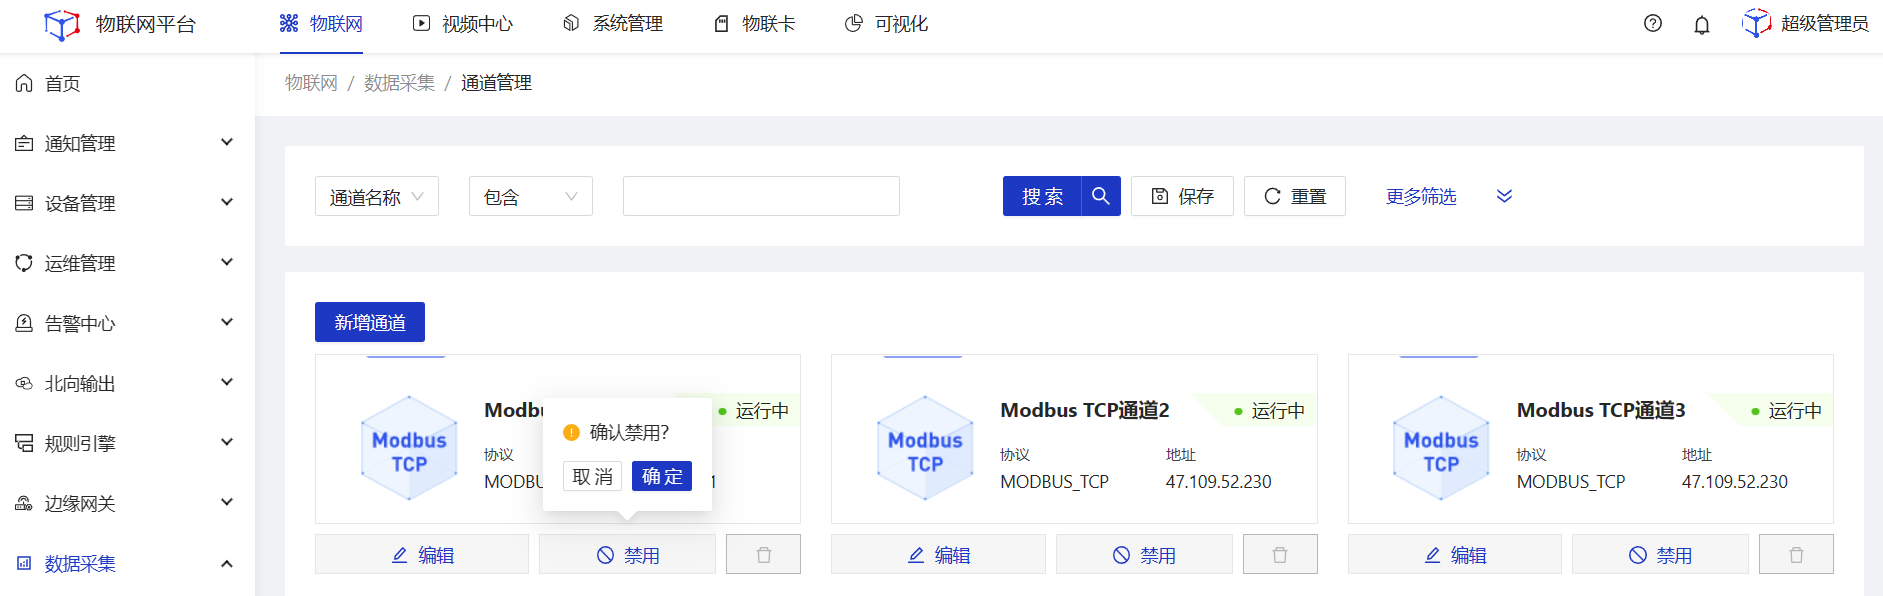 物联网平台
物联网
视频中心
系统管理
物联卡
可视化
超级管理员
首页
通知管理
设备管理
运维管理
告警中心
北向输出
规则引擎
边缘网关
数据采集
物联网 / 数据采集 / 通道管理
通道名称
包含
搜索
保存
重置
更多筛选
新增通道
Modbus TCP
运行中
协议
确认禁用?
取消
确定
编辑
禁用
Modbus TCP
Modbus TCP通道2
运行中
协议
地址
MODBUS_TCP
47.109.52.230
编辑
禁用
Modbus TCP
Modbus TCP通道3
运行中
协议
地址
MODBUS_TCP
47.109.52.230
编辑
禁用